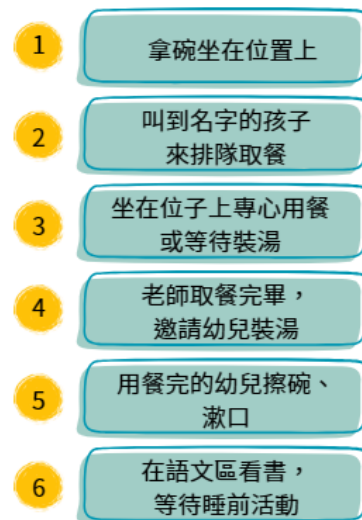 1
拿碗坐在位置上
2
叫到名字的孩子
來排隊取餐
3
坐在位子上專心用餐
或等待裝湯
4
老師取餐完畢，
邀請幼兒裝湯
5
用餐完的幼兒擦碗、
漱口
6
在語文區看書，
等待睡前活動